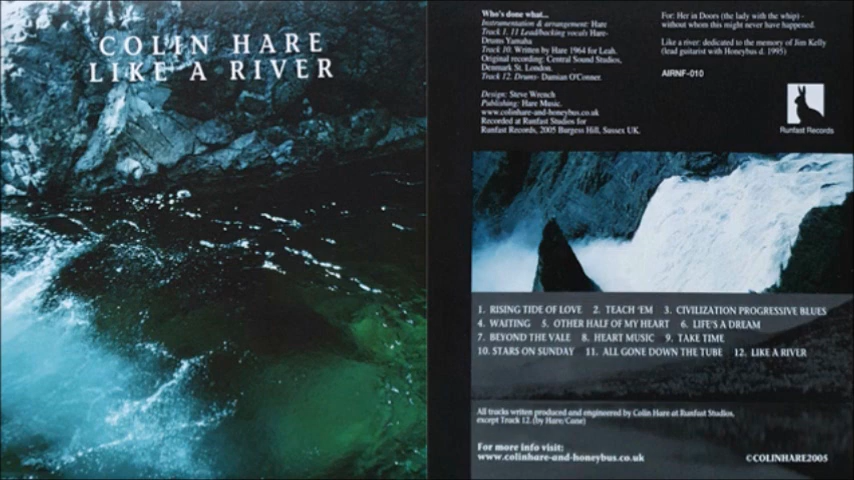 COLIN HARE
LIKE A RIVER
Who's done what...
Instrumentation & arrangement: Hare
Track 1. 11 Lead/backing vocals Hare-
Drums Yamaha
Track 10. Written by Hare 1964 for Leah.
Original recording: Central Sound Studios,
Denmark St. London.
Track 12. Drums- Damian O'Conner.
Design: Steve Wrench
Publishing: Hare Music.
www.colinhare-and-honeybus.co.uk
Recorded at Runfast Studios for
Runfast Records, 2005 Burgess Hill, Sussex UK.
For: Her in Doors (the lady with the whip) -
without whom this might never have happened.
Like a river: dedicated to the memory of Jim Kelly
(lead guitarist with Honeybus d. 1995)
AIRNF-010
Runfast Records
1. RISING TIDE OF LOVE 2. TEACH 'EM 3. CIVILIZATION PROGRESSIVE BLUES
4. WAITING 5. OTHER HALF OF MY HEART 6. LIFE'S A DREAM
7. BEYOND THE VALE 8. HEART MUSIC 9. TAKE TIME
10. STARS ON SUNDAY 11. ALL GONE DOWN THE TUBE 12. LIKE A RIVER
All tracks writen produced and engineered by Colin Hare at Runfast Studios,
except Track 12. (by Hare/Cane)
For more info visit:
www.colinhare-and-honeybus.co.uk
©COLINHARE2005